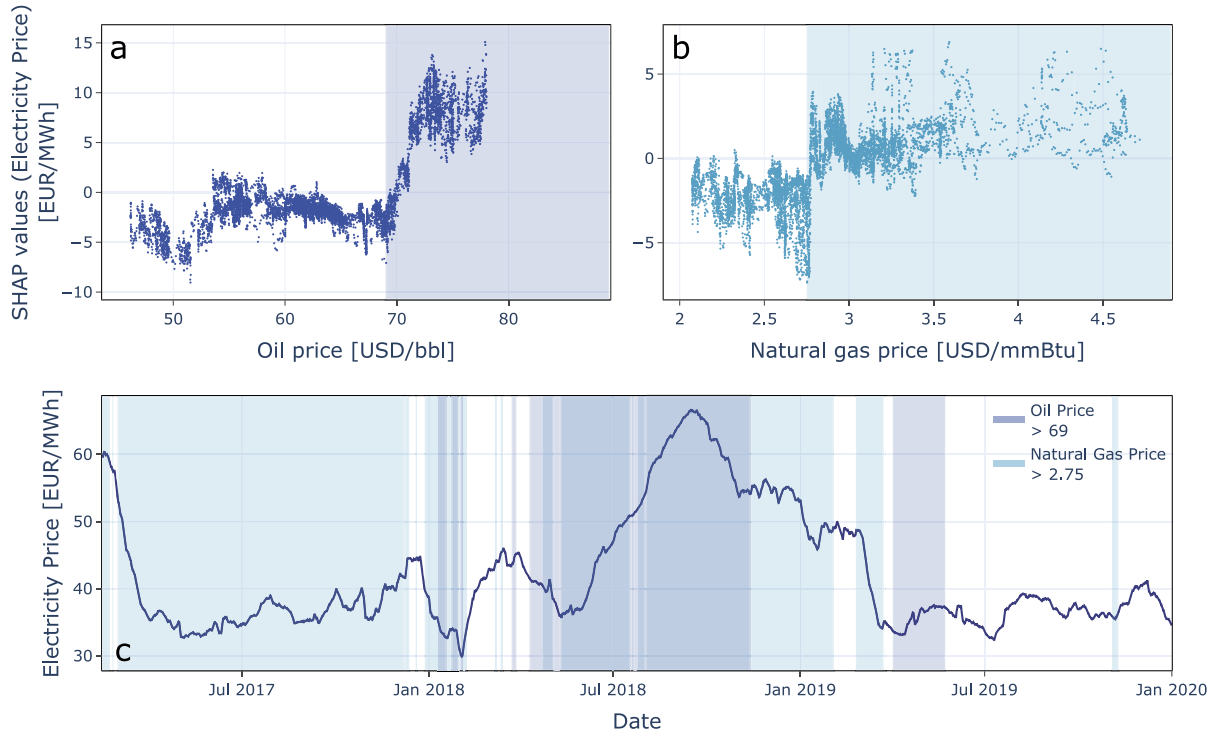 SHAP values (Electricity Price)
[EUR/MWh]
a
15
10
5
0
−5
−10
50
60
70
80
Oil price [USD/bbl]
b
5
0
−5
2
2.5
3
3.5
4
4.5
Natural gas price [USD/mmBtu]
Electricity Price [EUR/MWh]
60
50
40
30
c
Oil Price
> 69
Natural Gas Price
> 2.75
Jul 2017
Jan 2018
Jul 2018
Jan 2019
Jul 2019
Jan 2020
Date